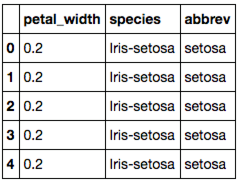 petal_width species abbrev
0 0.2 Iris-setosa setosa
1 0.2 Iris-setosa setosa
2 0.2 Iris-setosa setosa
3 0.2 Iris-setosa setosa
4 0.2 Iris-setosa setosa